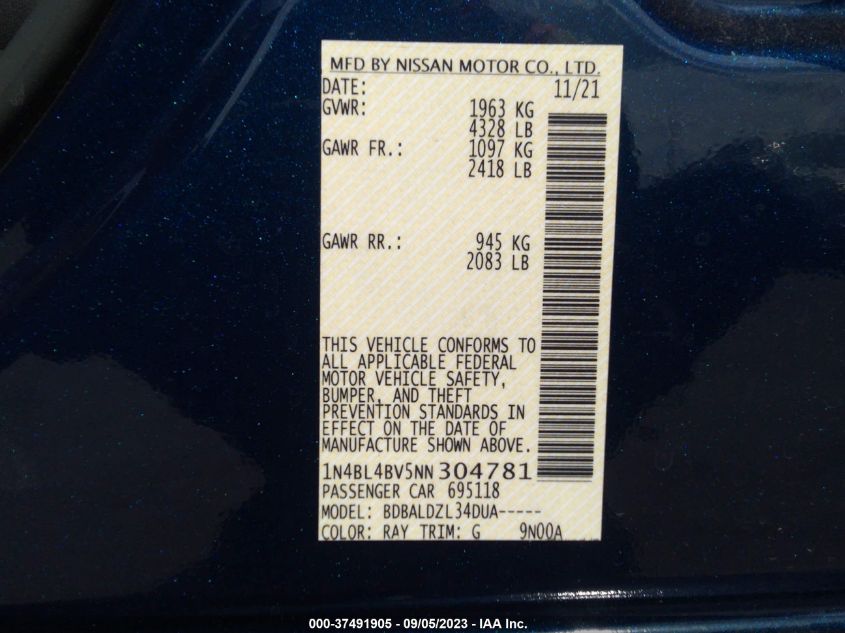 MFD BY NISSAN MOTOR CO., LTD.
DATE: 11/21
GVWR: 1963 KG
4328 LB
GAWR FR.: 1097 KG
2418 LB
GAWR RR.: 945 KG
2083 LB
THIS VEHICLE CONFORMS TO
ALL APPLICABLE FEDERAL
MOTOR VEHICLE SAFETY,
BUMPER, AND THEFT
PREVENTION STANDARDS IN
EFFECT ON THE DATE OF
MANUFACTURE SHOWN ABOVE.
1N4BL4BV5NN304781
PASSENGER CAR 695118
MODEL: BDBALDZL34DUA-----
COLOR: RAY TRIM: G 9N00A
000-37491905 - 09/05/2023 - IAA Inc.